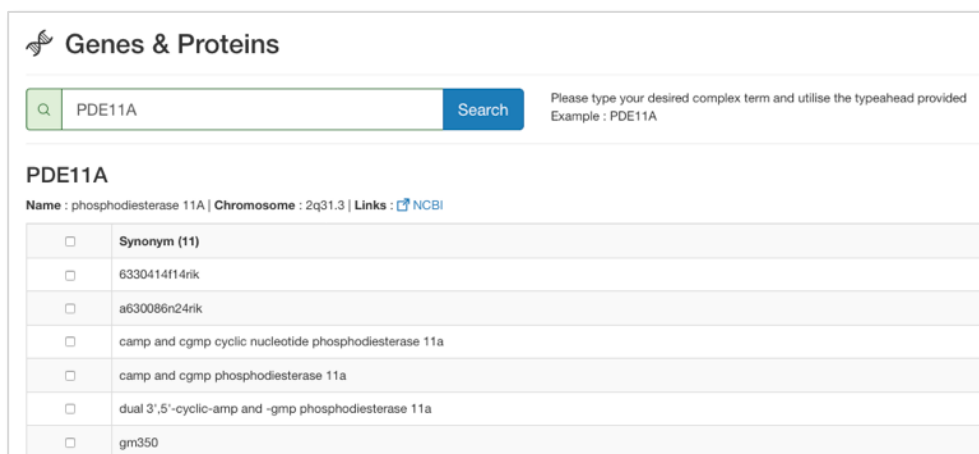 Genes & Proteins
PDE11A Search
Please type your desired complex term and utilise the typeahead provided
Example : PDE11A
PDE11A
Name : phosphodiesterase 11A | Chromosome : 2q31.3 | Links : NCBI
Synonym (11)
6330414f14rik
a630086n24rik
camp and cgmp cyclic nucleotide phosphodiesterase 11a
camp and cgmp phosphodiesterase 11a
dual 3',5'-cyclic-amp and -gmp phosphodiesterase 11a
gm350